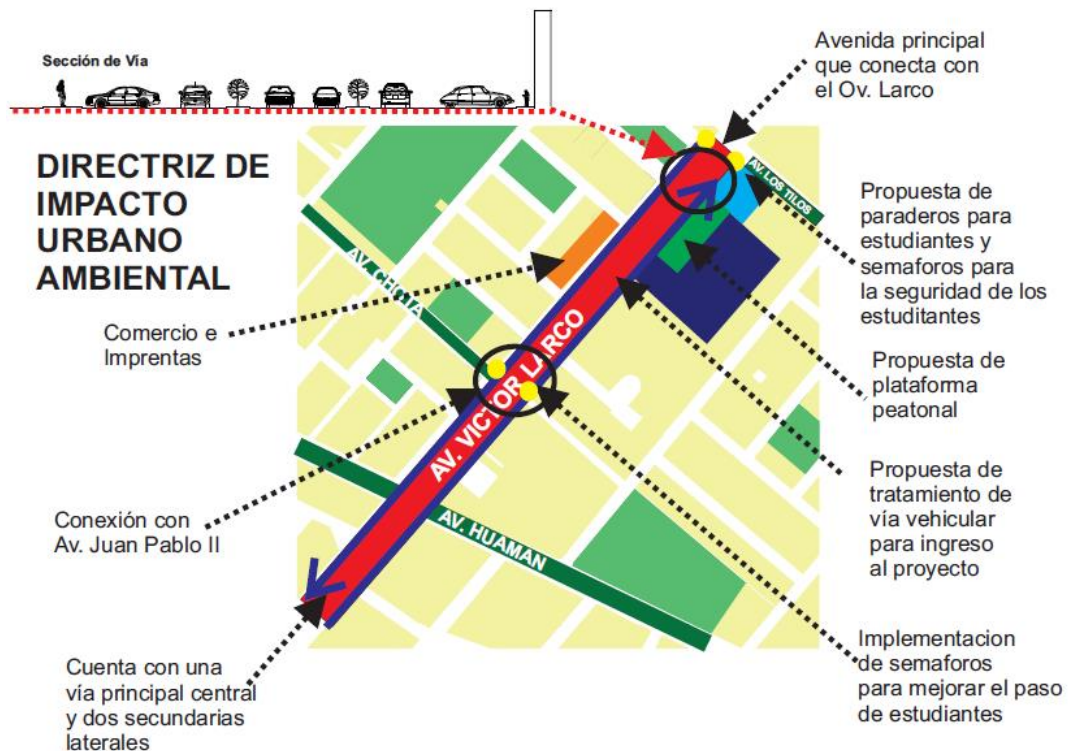 Sección de Vía
DIRECTRIZ DE
IMPACTO
URBANO
AMBIENTAL
Avenida principal
que conecta con
el Ov. Larco
AV. LOS TILOS
Propuesta de
paraderos para
estudiantes y
semaforos para
la seguridad de los
estuditantes
AV. CHOTA
Comercio e
Imprentas
AV. VICTOR LARCO
Propuesta de
plataforma
peatonal
Propuesta de
tratamiento de
vía vehicular
para ingreso
al proyecto
Conexión con
Av. Juan Pablo II
AV. HUAMAN
Implementacion
de semaforos
para mejorar el paso
de estudiantes
Cuenta con una
vía principal central
y dos secundarias
laterales